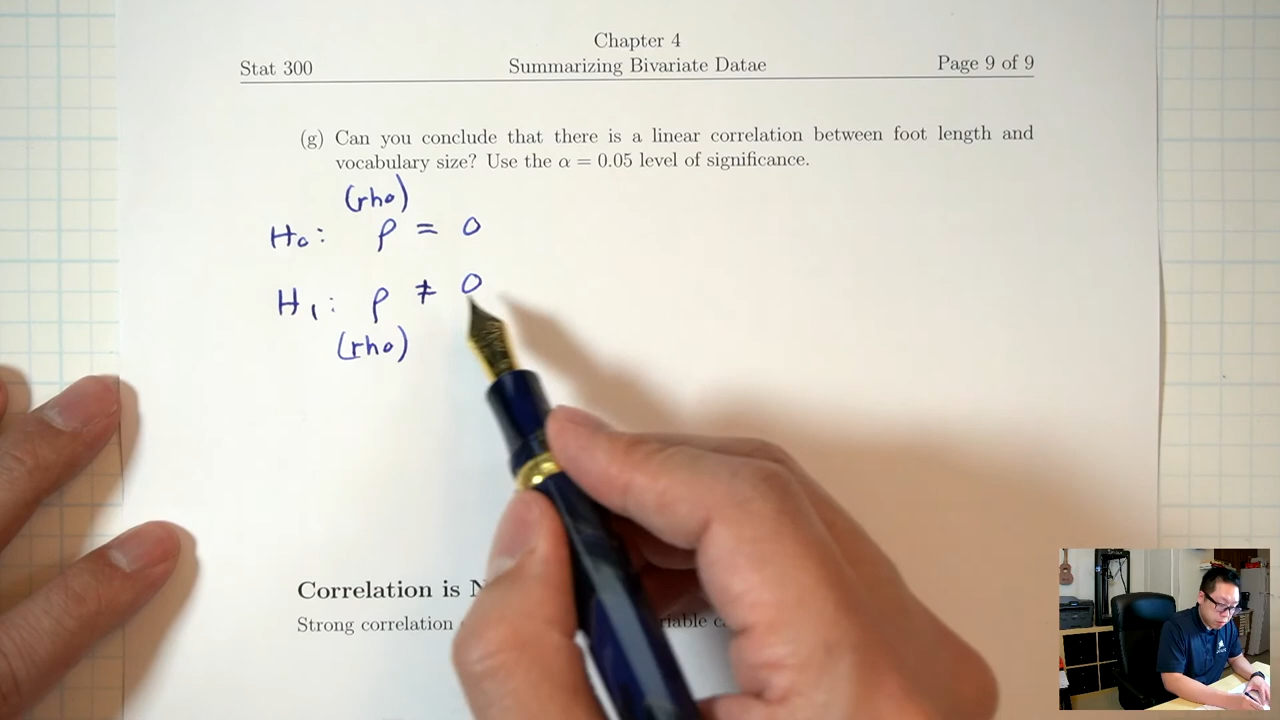 Chapter 4
Stat 300 Summarizing Bivariate Datae Page 9 of 9
(g) Can you conclude that there is a linear correlation between foot length and
vocabulary size? Use the α = 0.05 level of significance.
(rho)
H₀: ρ = 0
H₁: ρ ≠ 0
(rho)
Correlation is
Strong correlation